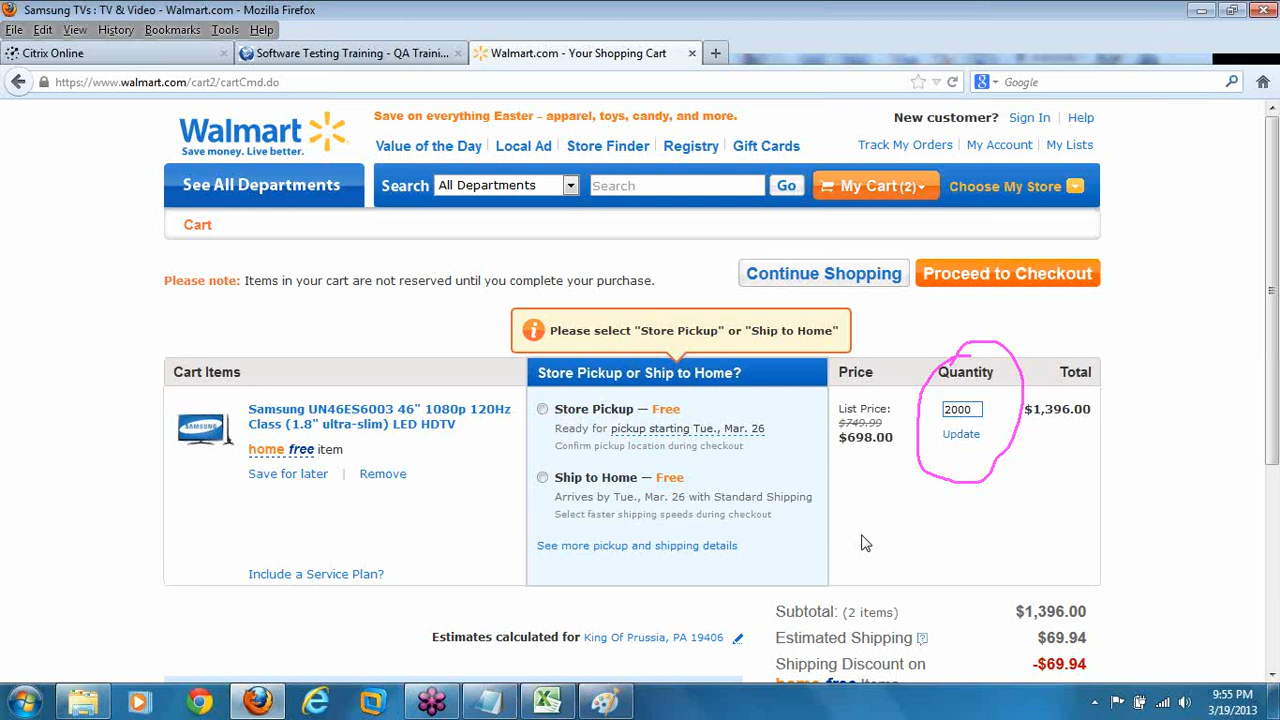 Samsung TVs : TV & Video - Walmart.com - Mozilla Firefox
File Edit View History Bookmarks Tools Help
Citrix Online
Software Testing Training - QA Traini...
Walmart.com - Your Shopping Cart
https://www.walmart.com/cart2/cartCmd.do
Google
Walmart
Save money. Live better.
Save on everything Easter – apparel, toys, candy, and more.
New customer? Sign In | Help
Value of the Day Local Ad Store Finder Registry Gift Cards
Track My Orders My Account My Lists
See All Departments
Search All Departments Search Go
My Cart (2)
Choose My Store
Cart
Please note: Items in your cart are not reserved until you complete your purchase.
Continue Shopping
Proceed to Checkout
Please select "Store Pickup" or "Ship to Home"
Cart Items
Store Pickup or Ship to Home?
Price
Quantity
Total
Samsung UN46ES6003 46" 1080p 120Hz
Class (1.8" ultra-slim) LED HDTV
home free item
Save for later | Remove
Include a Service Plan?
SAMSUNG
Store Pickup — Free
Ready for pickup starting Tue., Mar. 26
Confirm pickup location during checkout
Ship to Home — Free
Arrives by Tue., Mar. 26 with Standard Shipping
Select faster shipping speeds during checkout
See more pickup and shipping details
List Price:
$749.99
$698.00
2000
Update
$1,396.00
Subtotal: (2 items) $1,396.00
Estimated Shipping $69.94
Shipping Discount on -$69.94
home free Items
Estimates calculated for King Of Prussia, PA 19406
9:55 PM
3/19/2013